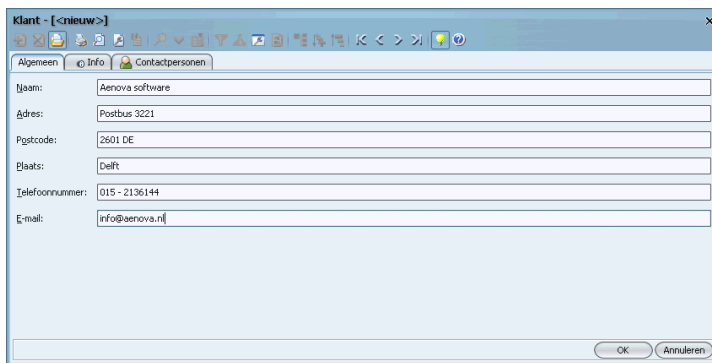 Klant - [<nieuw>]
Algemeen Info Contactpersonen
Naam: Aenova software
Adres: Postbus 3221
Postcode: 2601 DE
Plaats: Delft
Telefoonnummer: 015 - 2136144
E-mail: info@aenova.nl
OK Annuleren